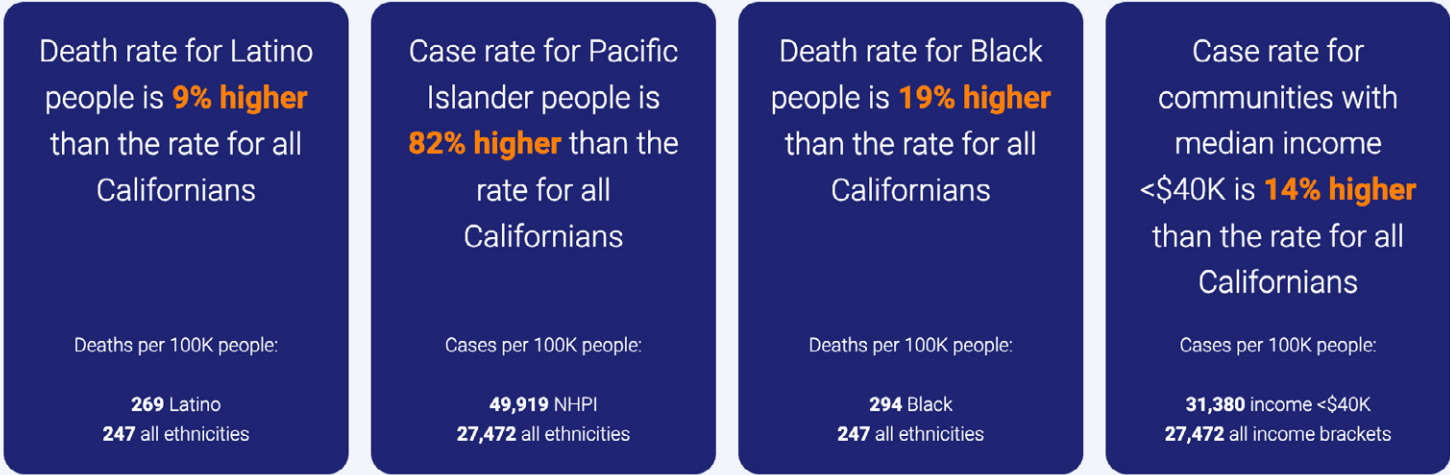 Death rate for Latino
people is 9% higher
than the rate for all
Californians
Deaths per 100K people:
269 Latino
247 all ethnicities
Case rate for Pacific
Islander people is
82% higher than the
rate for all
Californians
Cases per 100K people:
49,919 NHPI
27,472 all ethnicities
Death rate for Black
people is 19% higher
than the rate for all
Californians
Deaths per 100K people:
294 Black
247 all ethnicities
Case rate for
communities with
median income
<$40K is 14% higher
than the rate for all
Californians
Cases per 100K people:
31,380 income <$40K
27,472 all income brackets